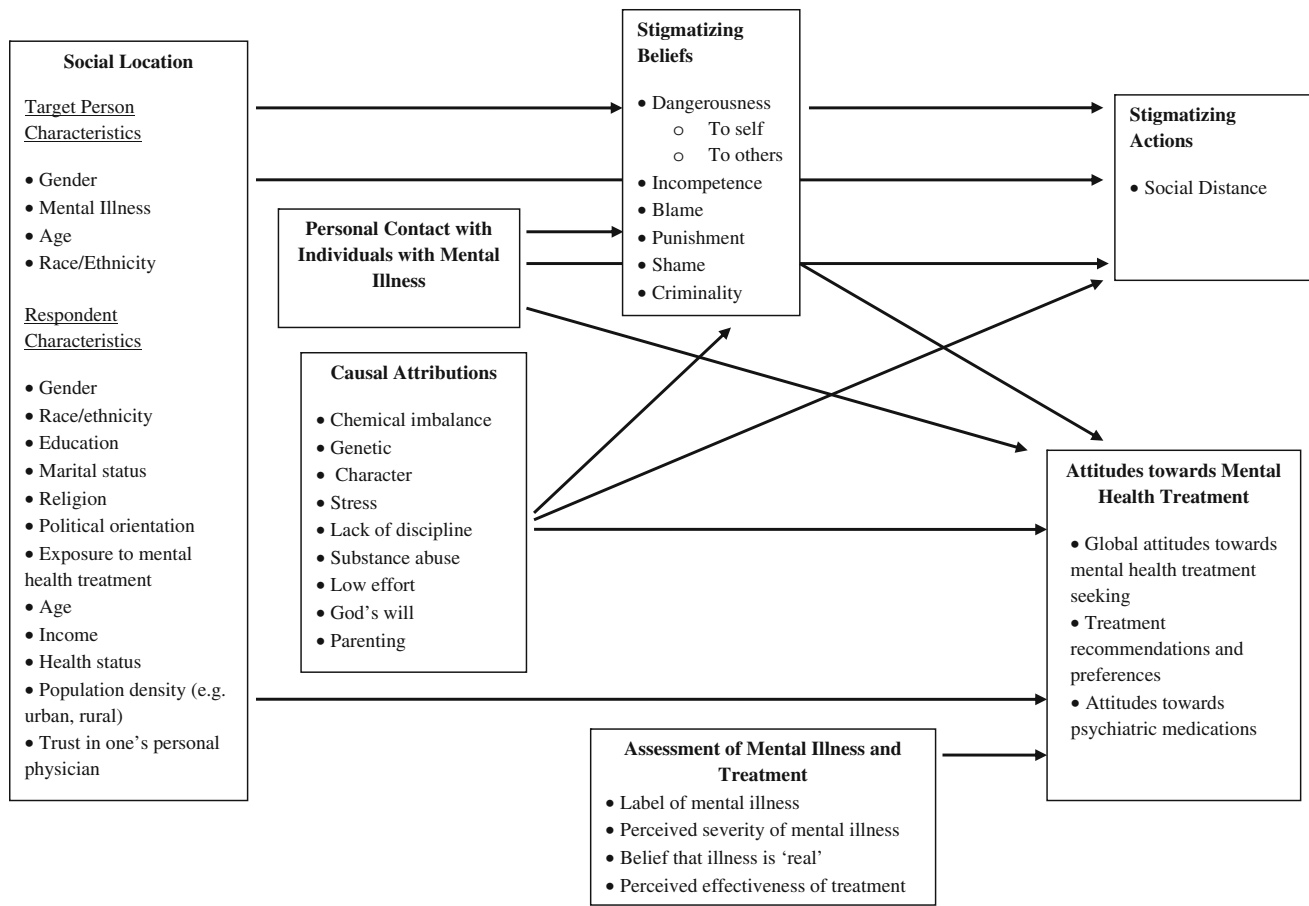 Social Location
Target Person
Characteristics
• Gender
• Mental Illness
• Age
• Race/Ethnicity
Respondent
Characteristics
• Gender
• Race/ethnicity
• Education
• Marital status
• Religion
• Political orientation
• Exposure to mental
health treatment
• Age
• Income
• Health status
• Population density (e.g.
urban, rural)
• Trust in one's personal
physician
Personal Contact with
Individuals with Mental
Illness
Causal Attributions
• Chemical imbalance
• Genetic
• Character
• Stress
• Lack of discipline
• Substance abuse
• Low effort
• God's will
• Parenting
Stigmatizing
Beliefs
• Dangerousness
o To self
o To others
• Incompetence
• Blame
• Punishment
• Shame
• Criminality
Assessment of Mental Illness and
Treatment
• Label of mental illness
• Perceived severity of mental illness
• Belief that illness is ‘real’
• Perceived effectiveness of treatment
Stigmatizing
Actions
• Social Distance
Attitudes towards Mental
Health Treatment
• Global attitudes towards
mental health treatment
seeking
• Treatment
recommendations and
preferences
• Attitudes towards
psychiatric medications